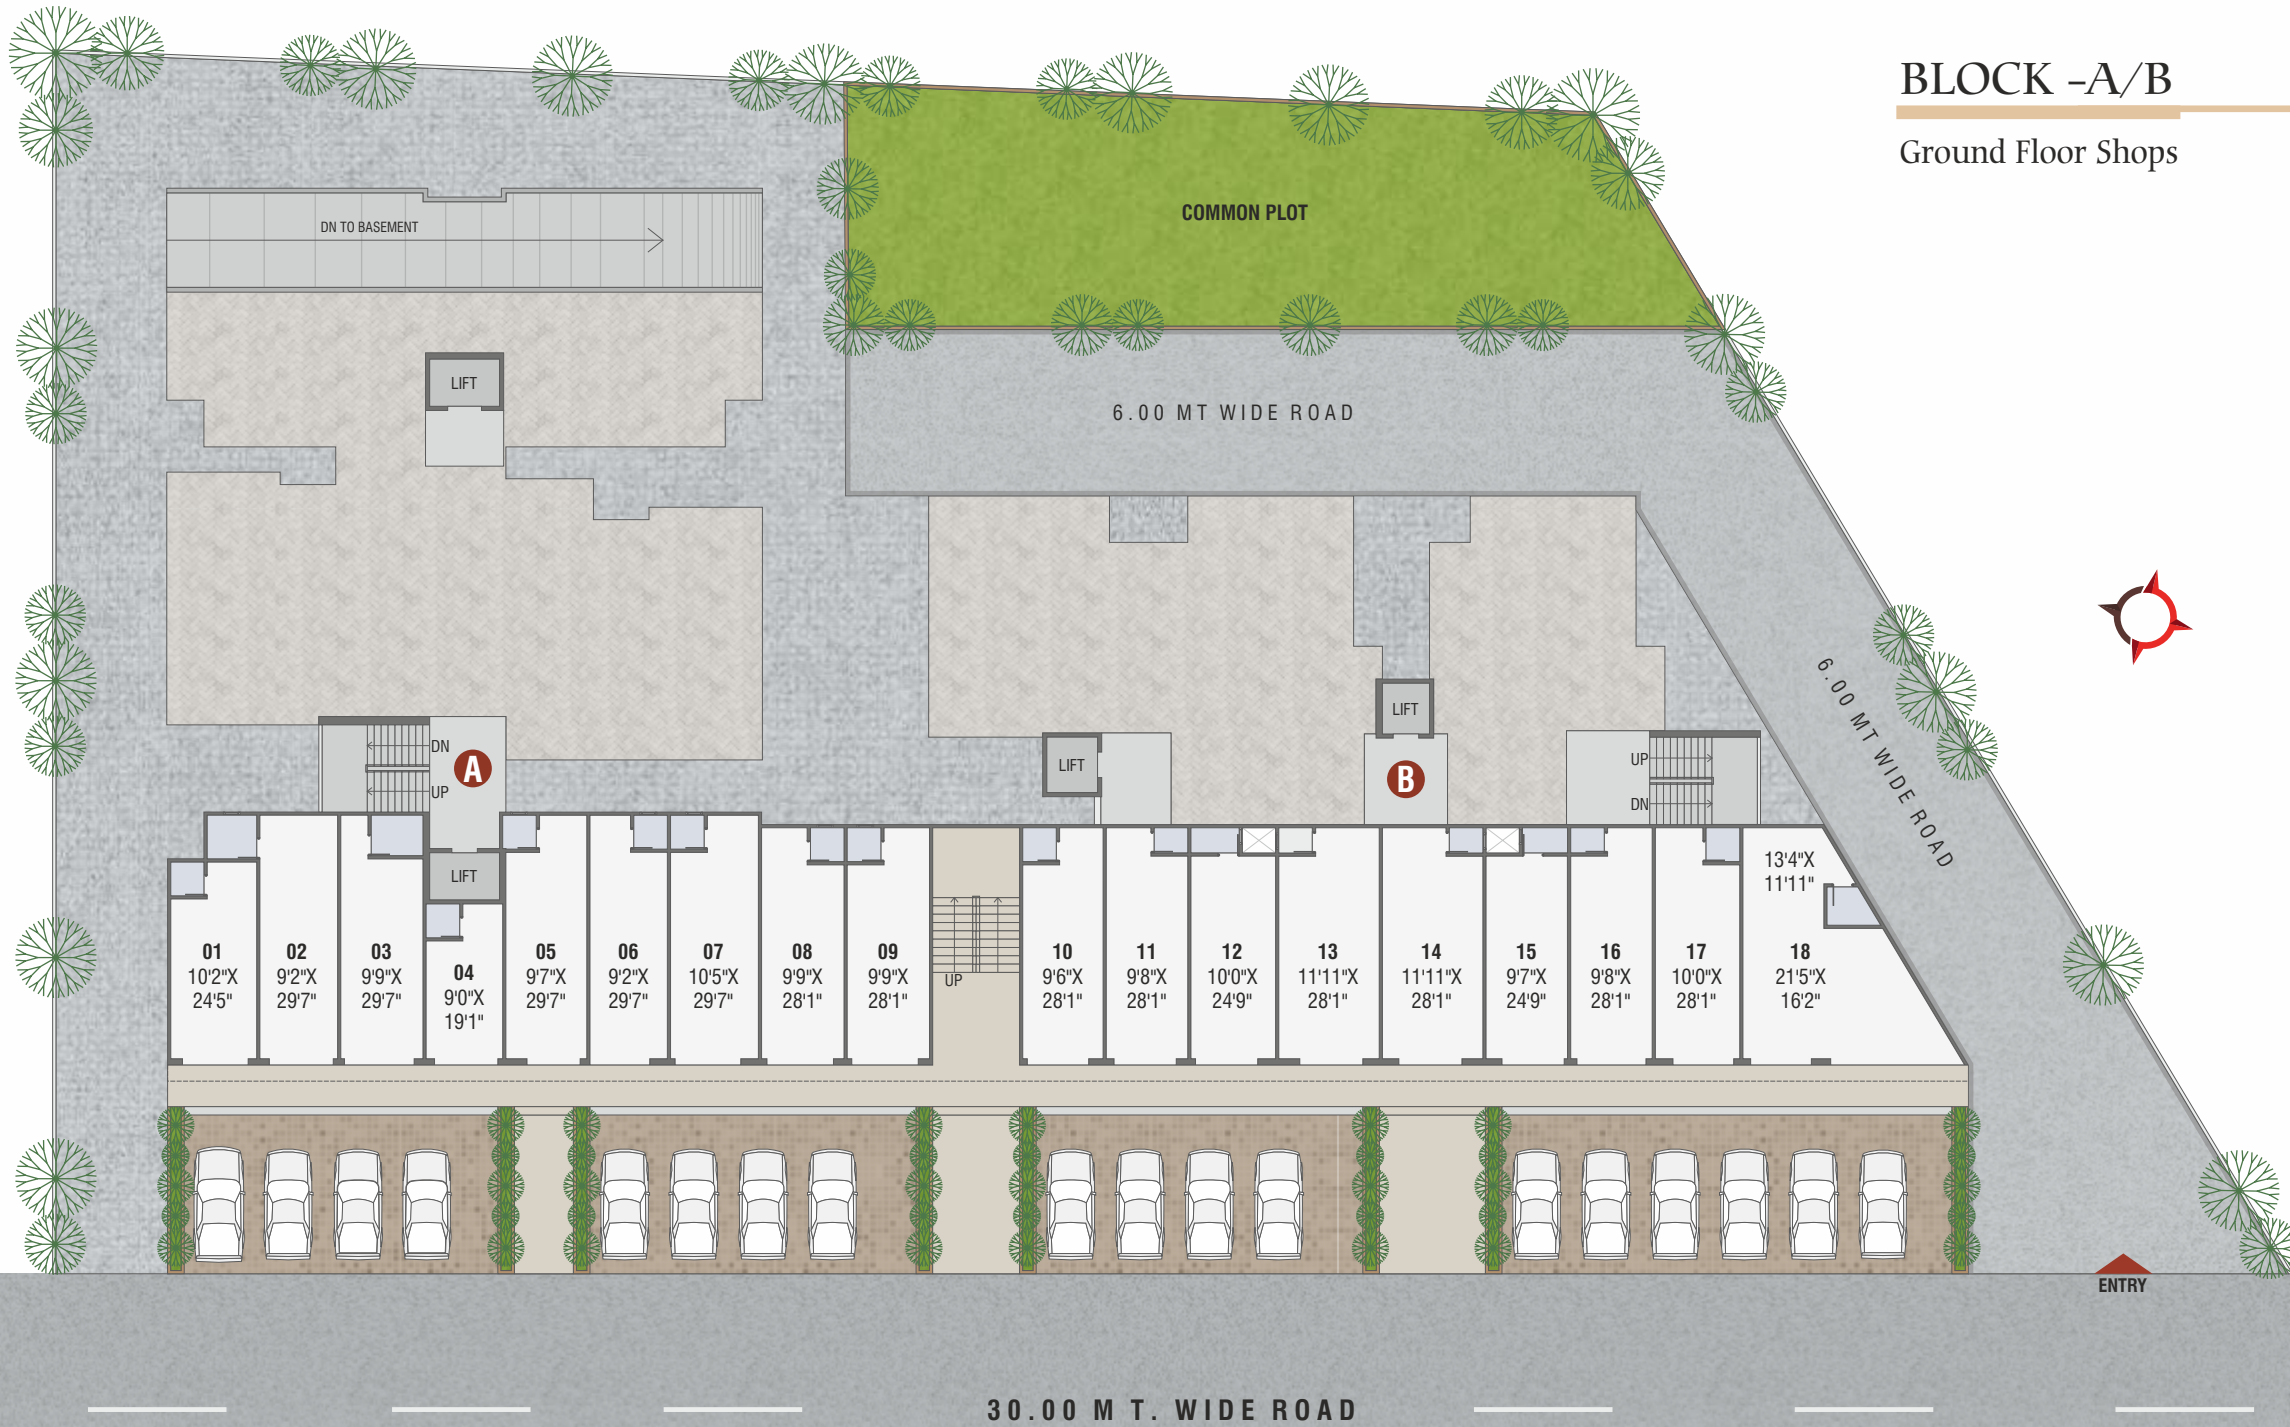 BLOCK -A/B
Ground Floor Shops
COMMON PLOT
DN TO BASEMENT
LIFT
6.00 MT WIDE ROAD
6.00 MT WIDE ROAD
LIFT
LIFT
DN
A
UP
B
UP
DN
LIFT
01
10'2"X
24'5"
02
9'2"X
29'7"
03
9'9"X
29'7"
04
9'0"X
19'1"
05
9'7"X
29'7"
06
9'2"X
29'7"
07
10'5"X
29'7"
08
9'9"X
28'1"
09
9'9"X
28'1"
UP
10
9'6"X
28'1"
11
9'8"X
28'1"
12
10'0"X
24'9"
13
11'11"X
28'1"
14
11'11"X
28'1"
15
9'7"X
24'9"
16
9'8"X
28'1"
17
10'0"X
28'1"
13'4"X
11'11"
18
21'5"X
16'2"
ENTRY
30.00 M T. WIDE ROAD